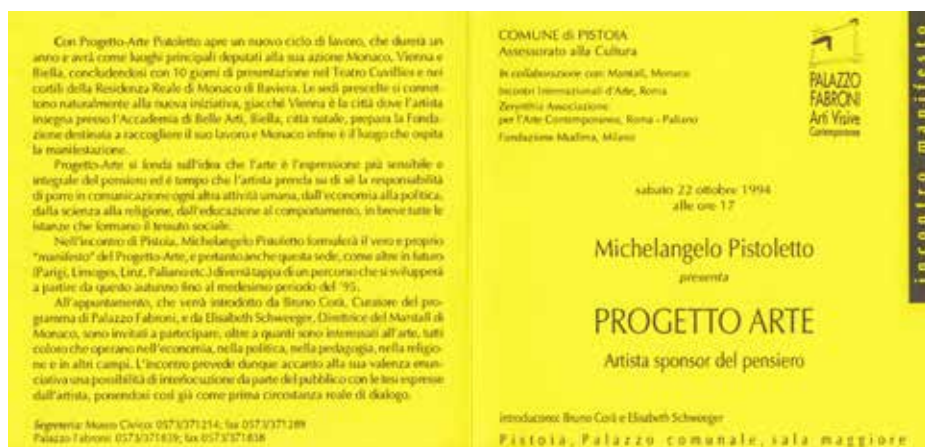 Con Progetto-Arte Pistoletto apre un nuovo ciclo di lavoro, che durerà un
anno e avrà come luoghi principali deputati alla sua azione Monaco, Vienna e
Biella, concludendosi con 10 giorni di presentazione nel Teatro Cuvilliés e nei
cortili della Residenza Reale di Monaco di Baviera. Le sedi prescelte si connet-
tono naturalmente alla nuova iniziativa, giacché Vienna è la città dove l'artista
insegna presso l'Accademia di Belle Arti, Biella, città natale, prepara la Fonda-
zione destinata a raccogliere il suo lavoro e Monaco infine è il luogo che ospita
la manifestazione.
Progetto-Arte si fonda sull'idea che l'arte è l'espressione più sensibile e
integrale del pensiero ed è tempo che l'artista prenda su di sè la responsabilità
di porre in comunicazione ogni altra attività umana, dall'economia alla politica,
dalla scienza alla religione, dall'educazione al comportamento, in breve tutte le
istanze che formano il tessuto sociale.
Nell'incontro di Pistoia, Michelangelo Pistoletto formulerà il vero e proprio
"manifesto" del Progetto-Arte, e pertanto anche questa sede, come altre in futuro
(Parigi, Limoges, Linz, Paliano etc.) diverrà tappa di un percorso che si svilupperà
a partire da questo autunno fino al medesimo periodo del '95.
All'appuntamento, che verrà introdotto da Bruno Corà, Curatore del pro-
gramma di Palazzo Fabroni, e da Elisabeth Schweeger, Direttrice del Marstall di
Monaco, sono invitati a partecipare, oltre a quanti sono interessati all'arte, tutti
coloro che operano nell'economia, nella politica, nella pedagogia, nella religio-
ne e in altri campi. L'incontro prevede dunque accanto alla sua valenza enun-
ciativa una possibilità di interlocuzione da parte del pubblico con le tesi espresse
dall'artista, ponendosi così già come prima circostanza reale di dialogo.
Segreteria: Museo Civico: 0573/371214; fax 0573/371289
Palazzo Fabroni: 0573/371839; fax 0573/371838
COMUNE di PISTOIA
Assessorato alla Cultura
In collaborazione con: Marstall, Monaco
Incontri Internazionali d'Arte, Roma
Zerynthia Associazione
per l'Arte Contemporanea, Roma - Paliano
Fondazione Mudima, Milano
PALAZZO
FABRONI
Arti Visive
Contemporanee
sabato 22 ottobre 1994
alle ore 17
Michelangelo Pistoletto
presenta
PROGETTO ARTE
Artista sponsor del pensiero
introducono: Bruno Corà e Elisabeth Schweeger
Pistoia, Palazzo comunale, sala maggiore
incontro manifesto